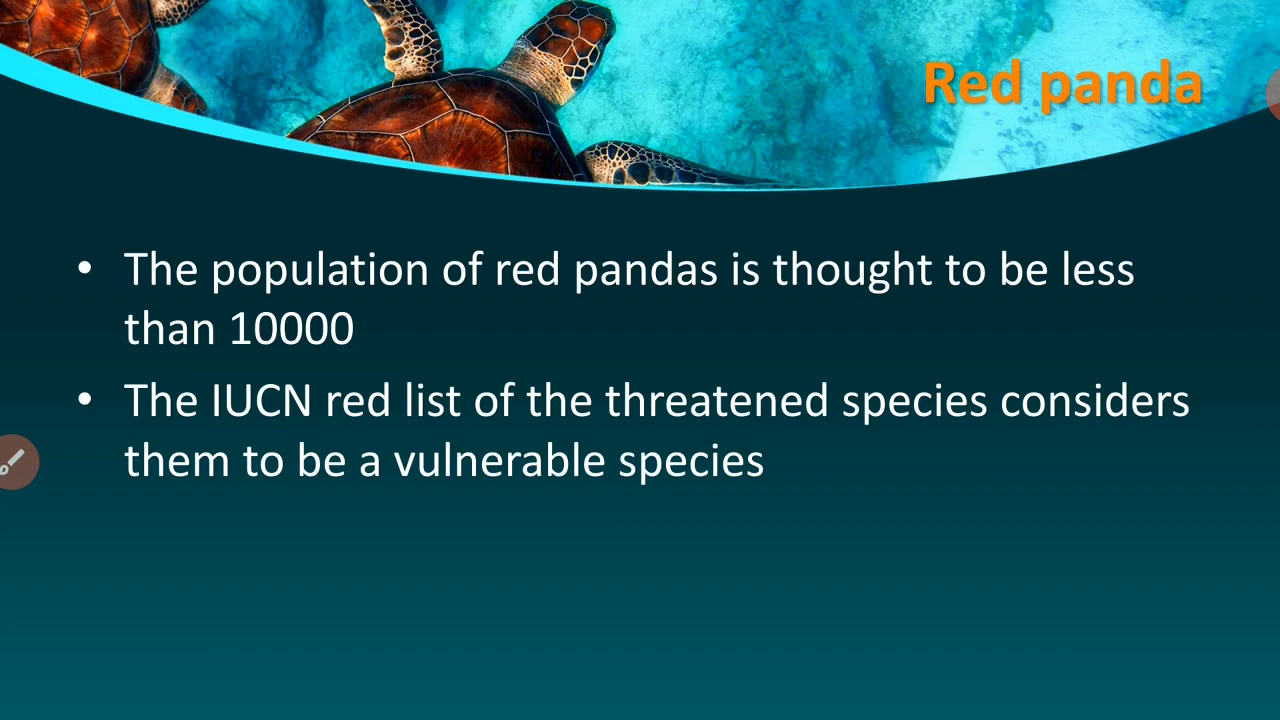 Red panda
• The population of red pandas is thought to be less
than 10000
• The IUCN red list of the threatened species considers
them to be a vulnerable species